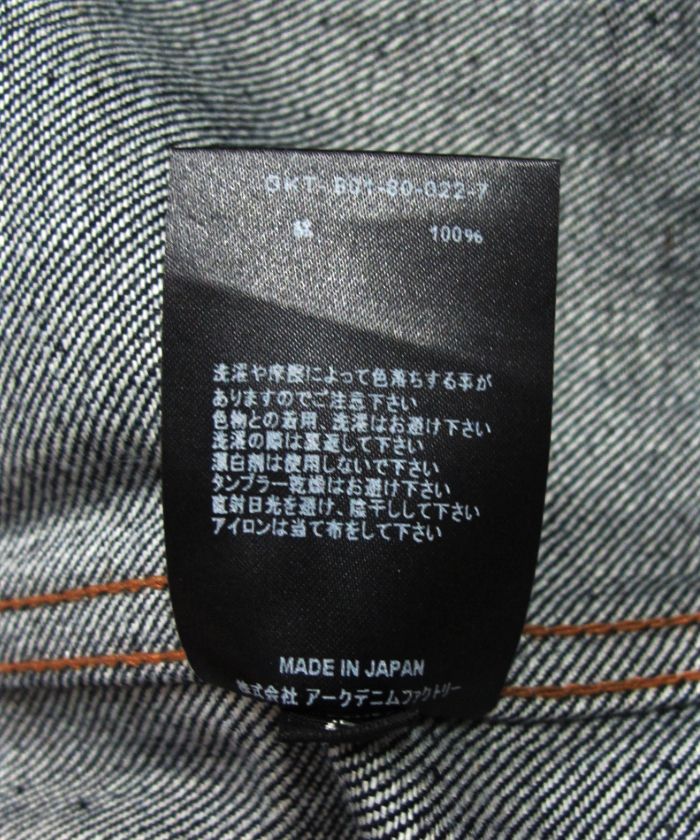 GKT-B01-80-022-7
綿 100%
洗濯や摩擦によって色落ちする事が
ありますのでご注意下さい
色物との着用、洗濯はお避け下さい
洗濯の際は裏返して下さい
漂白剤は使用しないで下さい
タンブラー乾燥はお避け下さい
直射日光を避け、陰干しして下さい
アイロンは当て布をして下さい
MADE IN JAPAN
株式会社 アークデニムファクトリー